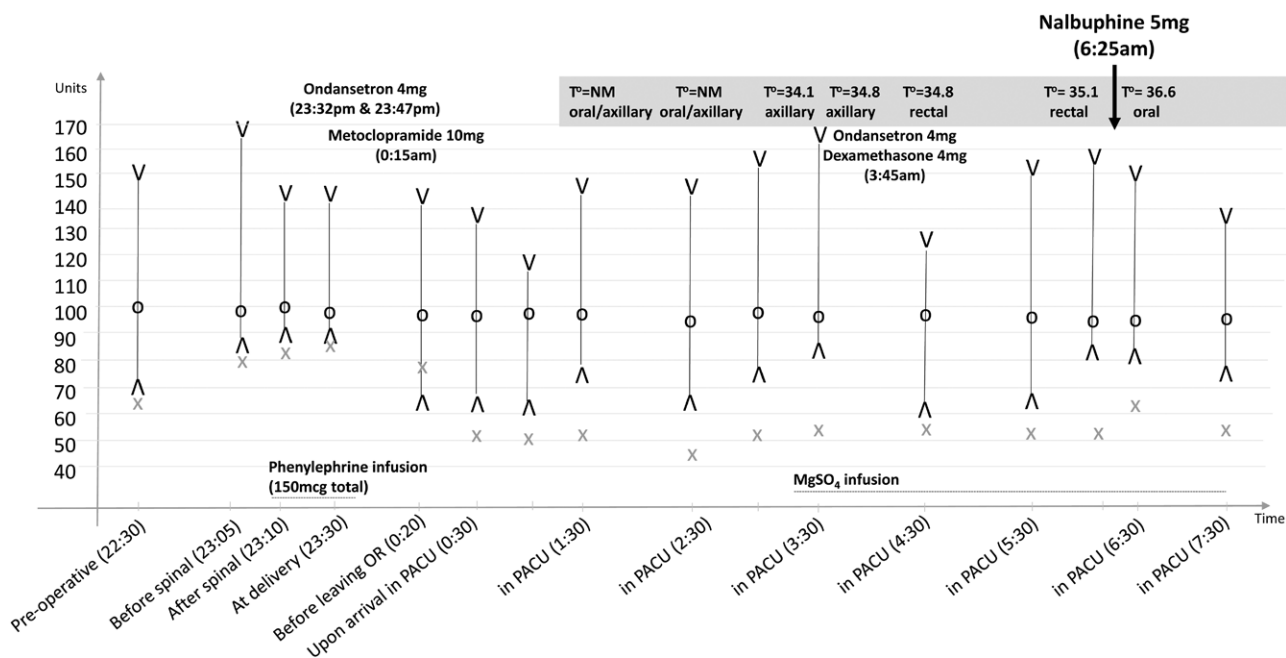 Nalbuphine 5mg
(6:25am)
Units
Ondansetron 4mg
(23:32pm & 23:47pm)
Metoclopramide 10mg
(0:15am)
Tº=NM
oral/axillary
Tº=NM
oral/axillary
Tº=34.1
axillary
Tº=34.8
axillary
Tº=34.8
rectal
Tº= 35.1
rectal
Tº= 36.6
oral
Ondansetron 4mg
Dexamethasone 4mg
(3:45am)
170
160
150
140
130
120
110
100
90
80
70
60
50
40
Phenylephrine infusion
(150mcg total)
MgSO₄ infusion
Time
Pre-operative (22:30)
Before spinal (23:05)
After spinal (23:10)
At delivery (23:30)
Before leaving OR (0:20)
Upon arrival in PACU (0:30)
in PACU (1:30)
in PACU (2:30)
in PACU (3:30)
in PACU (4:30)
in PACU (5:30)
in PACU (6:30)
in PACU (7:30)